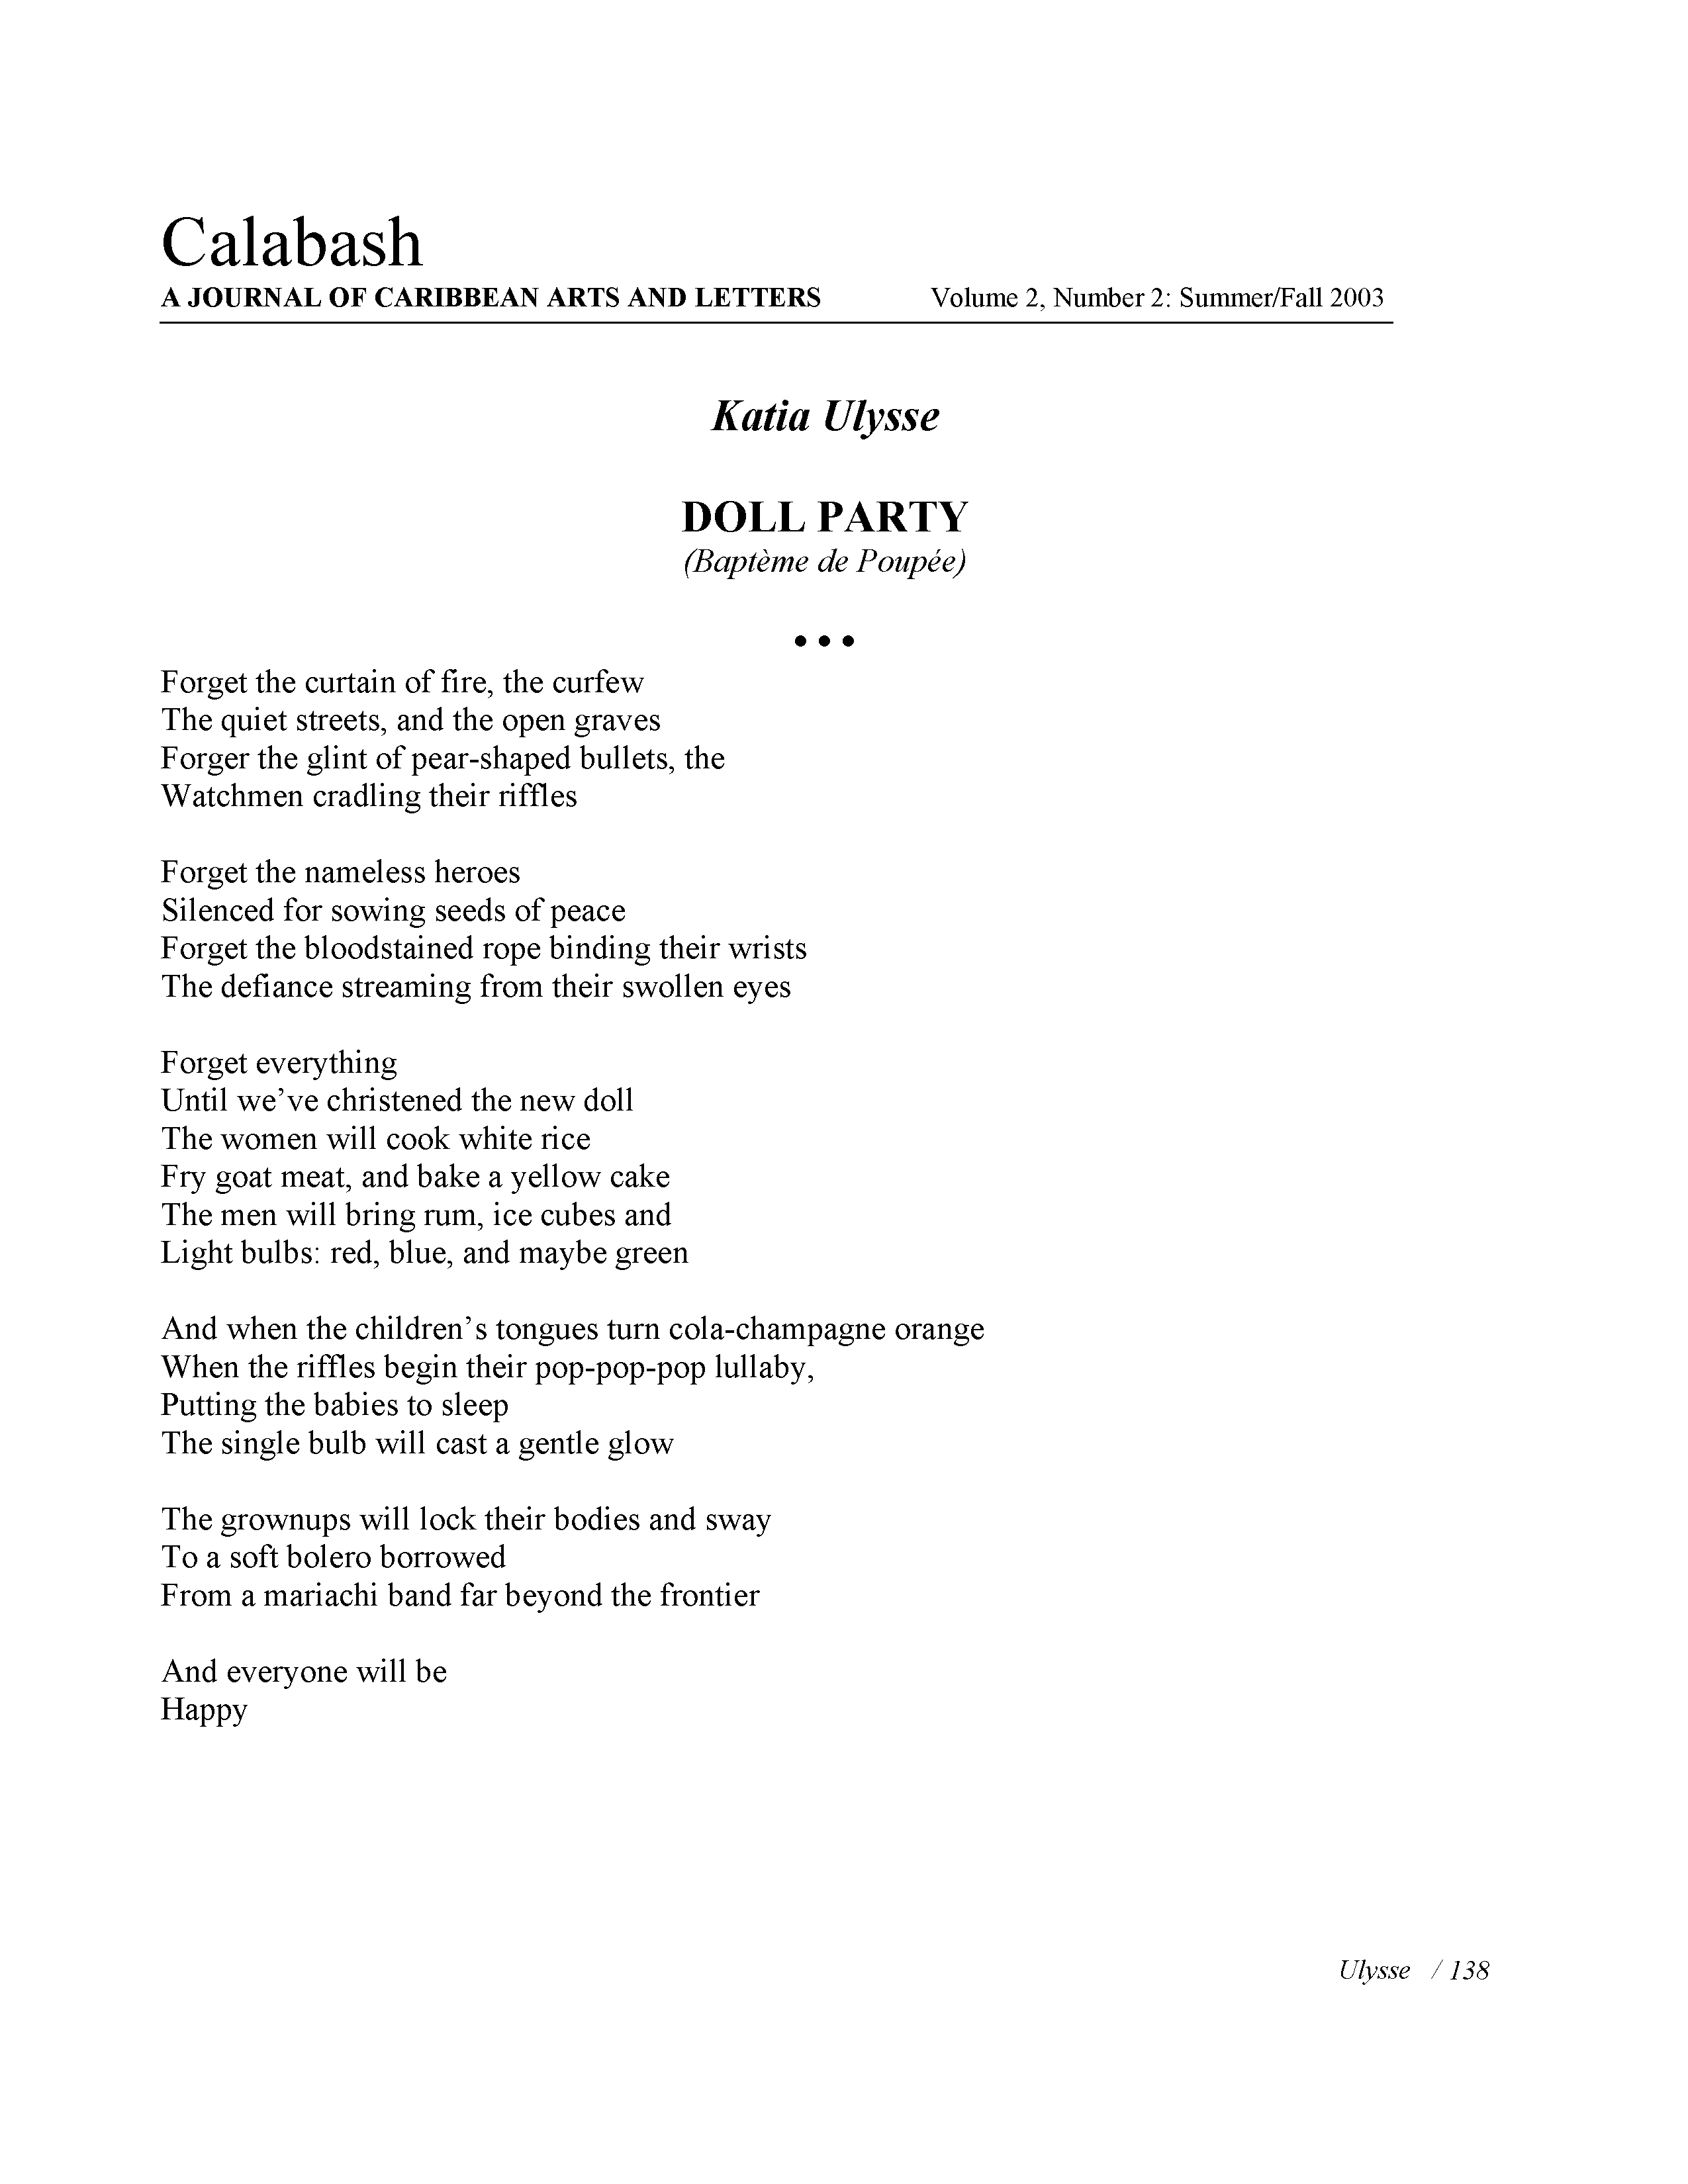 Calabash
A JOURNAL OF CARIBBEAN ARTS AND LETTERS Volume 2, Number 2: Summer/Fall 2003
Katia Ulysse
DOLL PARTY
(Baptème de Poupée)
• • •
Forget the curtain of fire, the curfew
The quiet streets, and the open graves
Forger the glint of pear-shaped bullets, the
Watchmen cradling their riffles
Forget the nameless heroes
Silenced for sowing seeds of peace
Forget the bloodstained rope binding their wrists
The defiance streaming from their swollen eyes
Forget everything
Until we’ve christened the new doll
The women will cook white rice
Fry goat meat, and bake a yellow cake
The men will bring rum, ice cubes and
Light bulbs: red, blue, and maybe green
And when the children’s tongues turn cola-champagne orange
When the riffles begin their pop-pop-pop lullaby,
Putting the babies to sleep
The single bulb will cast a gentle glow
The grownups will lock their bodies and sway
To a soft bolero borrowed
From a mariachi band far beyond the frontier
And everyone will be
Happy
Ulysse / 138